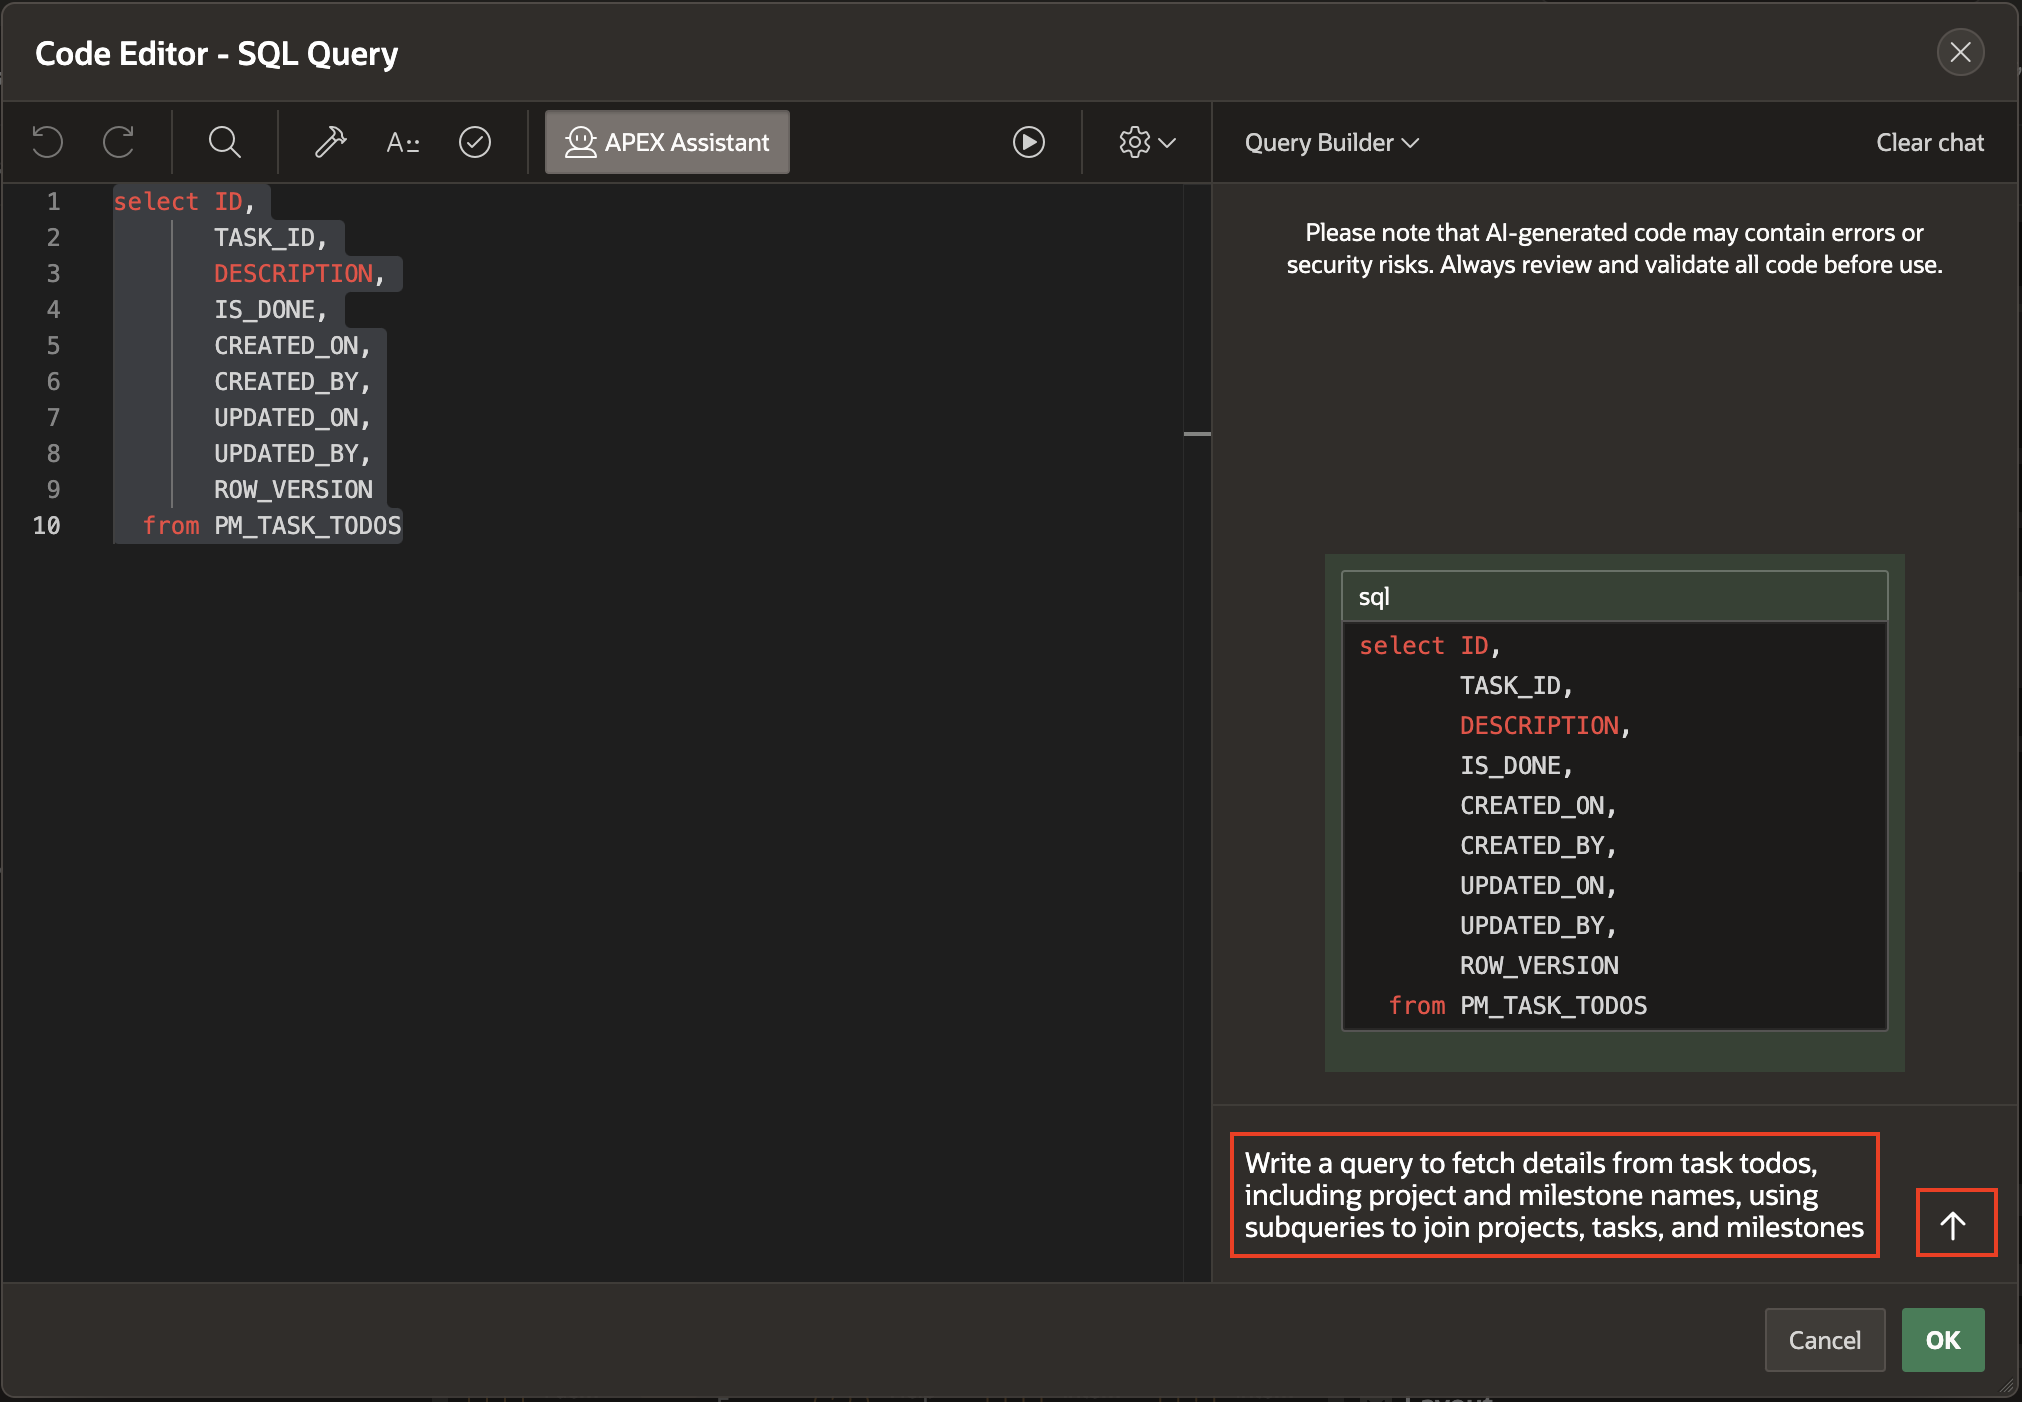 Code Editor - SQL Query
APEX Assistant
Query Builder
Clear chat
1 select ID,
2 TASK_ID,
3 DESCRIPTION,
4 IS_DONE,
5 CREATED_ON,
6 CREATED_BY,
7 UPDATED_ON,
8 UPDATED_BY,
9 ROW_VERSION
10 from PM_TASK_TODOS
Please note that AI-generated code may contain errors or
security risks. Always review and validate all code before use.
sql
select ID,
TASK_ID,
DESCRIPTION,
IS_DONE,
CREATED_ON,
CREATED_BY,
UPDATED_ON,
UPDATED_BY,
ROW_VERSION
from PM_TASK_TODOS
Write a query to fetch details from task todos,
including project and milestone names, using
subqueries to join projects, tasks, and milestones
Cancel
OK